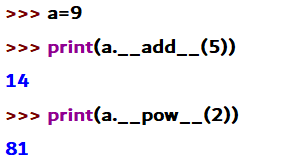 >>> a=9
>>> print(a.__add__(5))
14
>>> print(a.__pow__(2))
81